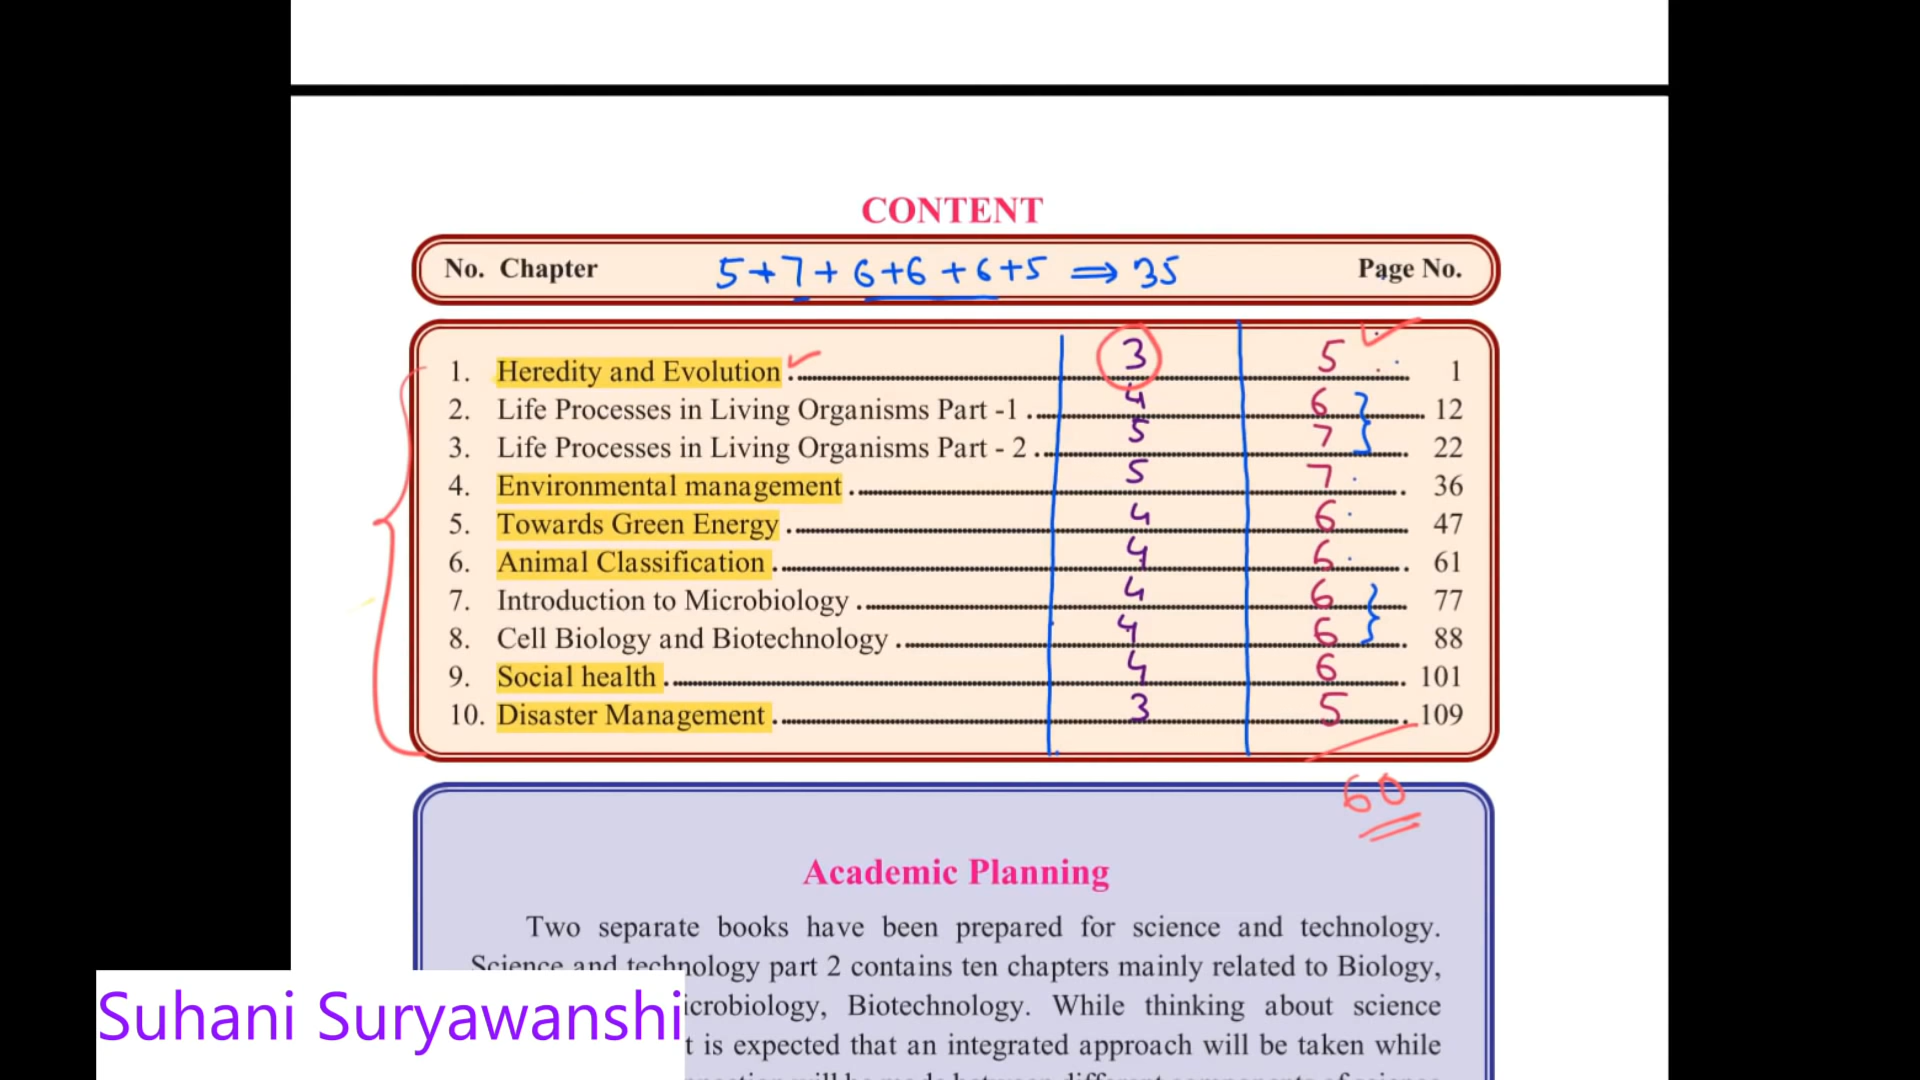 CONTENT
No. Chapter 5+7+6+6+6+5 ⇒ 35 Page No.
1. Heredity and Evolution 3 5 1
2. Life Processes in Living Organisms Part -1 4 6 12
3. Life Processes in Living Organisms Part - 2 5 7 22
4. Environmental management 5 7 36
5. Towards Green Energy 4 6 47
6. Animal Classification 4 6 61
7. Introduction to Microbiology 4 6 77
8. Cell Biology and Biotechnology 4 6 88
9. Social health 4 6 101
10. Disaster Management 3 5 109
60
Academic Planning
Two separate books have been prepared for science and technology.
Science and technology part 2 contains ten chapters mainly related to Biology,
icrobiology, Biotechnology. While thinking about science
t is expected that an integrated approach will be taken while
Suhani Suryawanshi